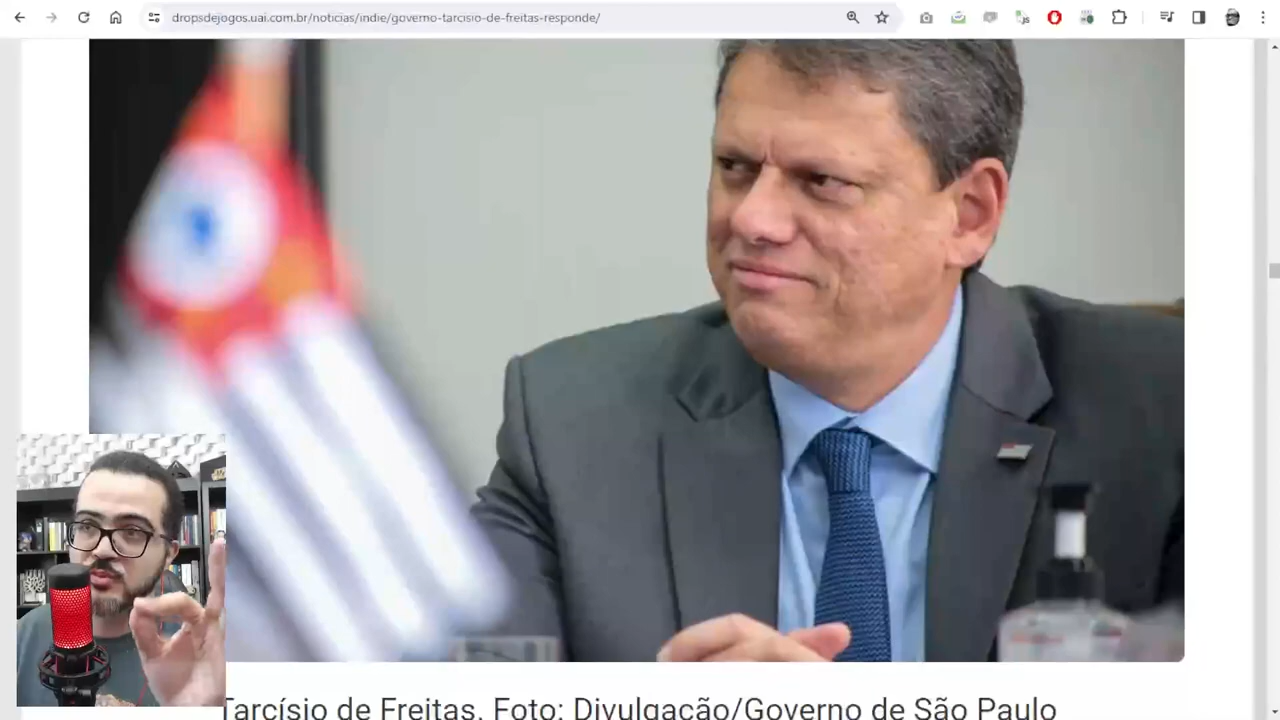 dropsdejogos.uai.com.br/noticias/indie/governo-tarcisio-de-freitas-responde/
Tarcísio de Freitas. Foto: Divulgação/Governo de São Paulo